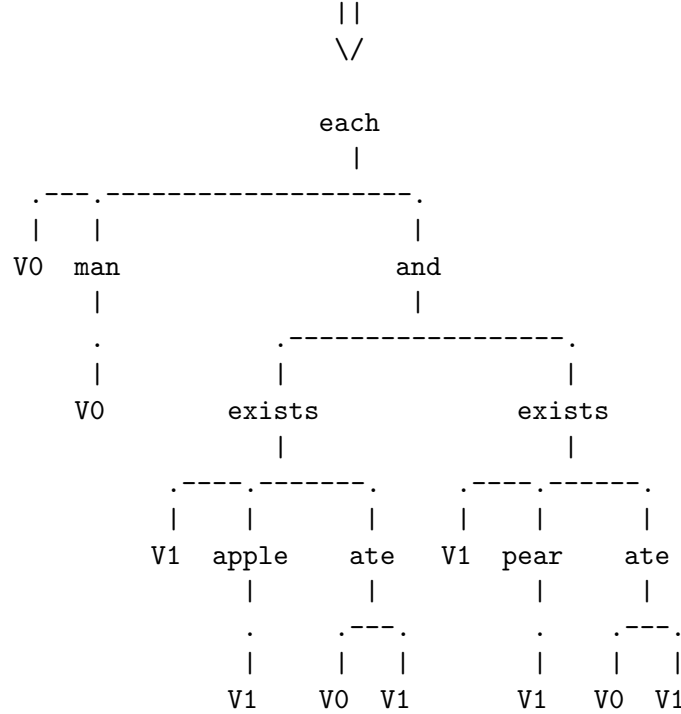 ||
\/
each
|
.---.--------------------.
| | |
V0 man and
| |
. .------------------.
| | |
V0 exists exists
| |
.----.-------. .----.------.
| | | | | |
V1 apple ate V1 pear ate
| | | |
. .---. . .---.
| | | | | |
V1 V0 V1 V1 V0 V1